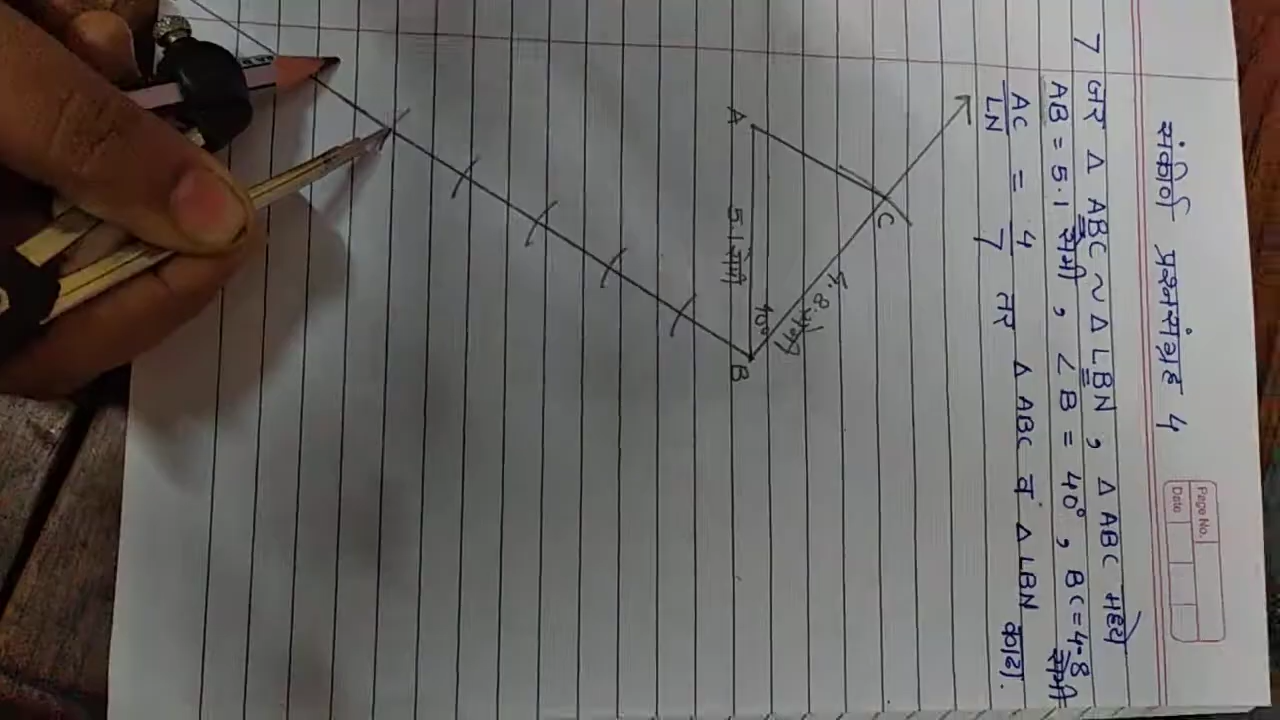 Page No.
Date
संकीर्ण प्रश्नसंग्रह 4
7 जर △ ABC ~ △ LBN, △ ABC मध्ये
AB = 5.1 सेमी, ∠B = 40°, BC = 4.8 सेमी
AC/LN = 4/7 तर △ ABC व △ LBN काढा.
C
4.8 सेमी
A
5.1 सेमी
40°
B